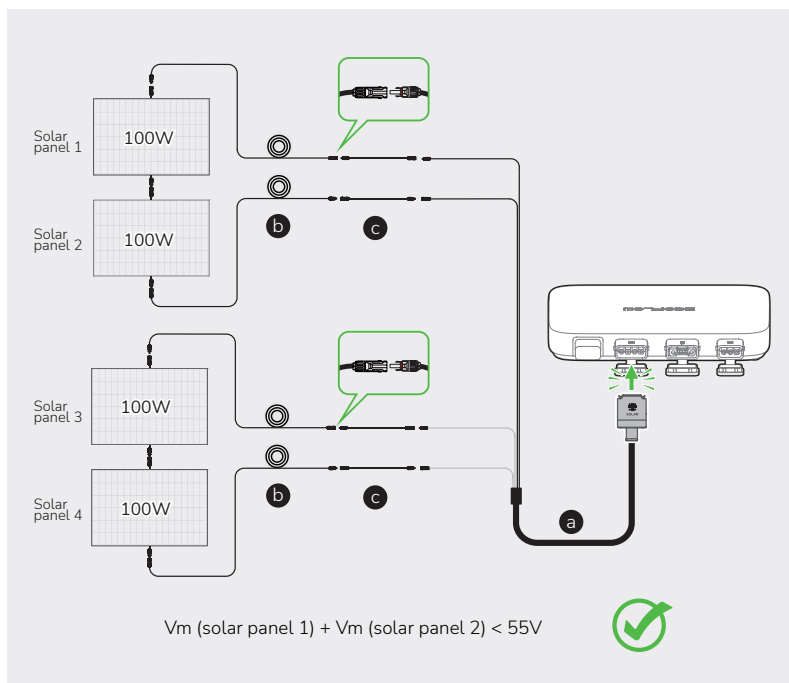 Solar
panel 1
100W
Solar
panel 2
100W
b
c
Solar
panel 3
100W
Solar
panel 4
100W
b
c
SOLAR
a
Vm (solar panel 1) + Vm (solar panel 2) < 55V